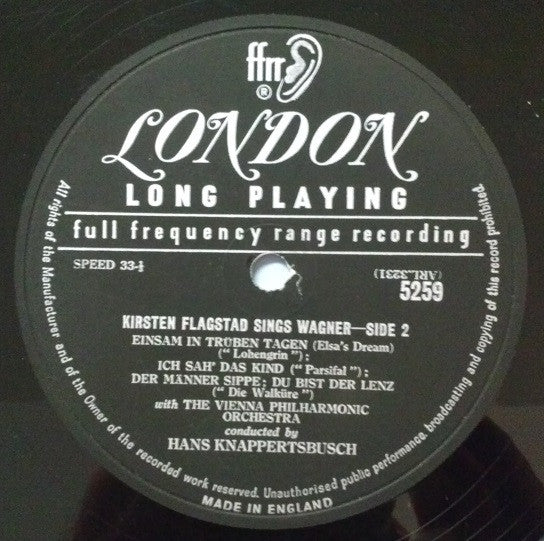 ffrr
®
LONDON
LONG PLAYING
full frequency range recording
SPEED 33-⅓
(ARL.3231)
5259
KIRSTEN FLAGSTAD SINGS WAGNER—SIDE 2
EINSAM IN TRÜBEN TAGEN (Elsa's Dream)
(" Lohengrin ");
ICH SAH' DAS KIND (" Parsifal ");
DER MÄNNER SIPPE; DU BIST DER LENZ
(" Die Walküre ")
with THE VIENNA PHILHARMONIC
ORCHESTRA
conducted by
HANS KNAPPERTSBUSCH
All rights of the Manufacturer and of the Owner of the recorded work reserved. Unauthorised public performance, broadcasting and copying of this record prohibited.
MADE IN ENGLAND